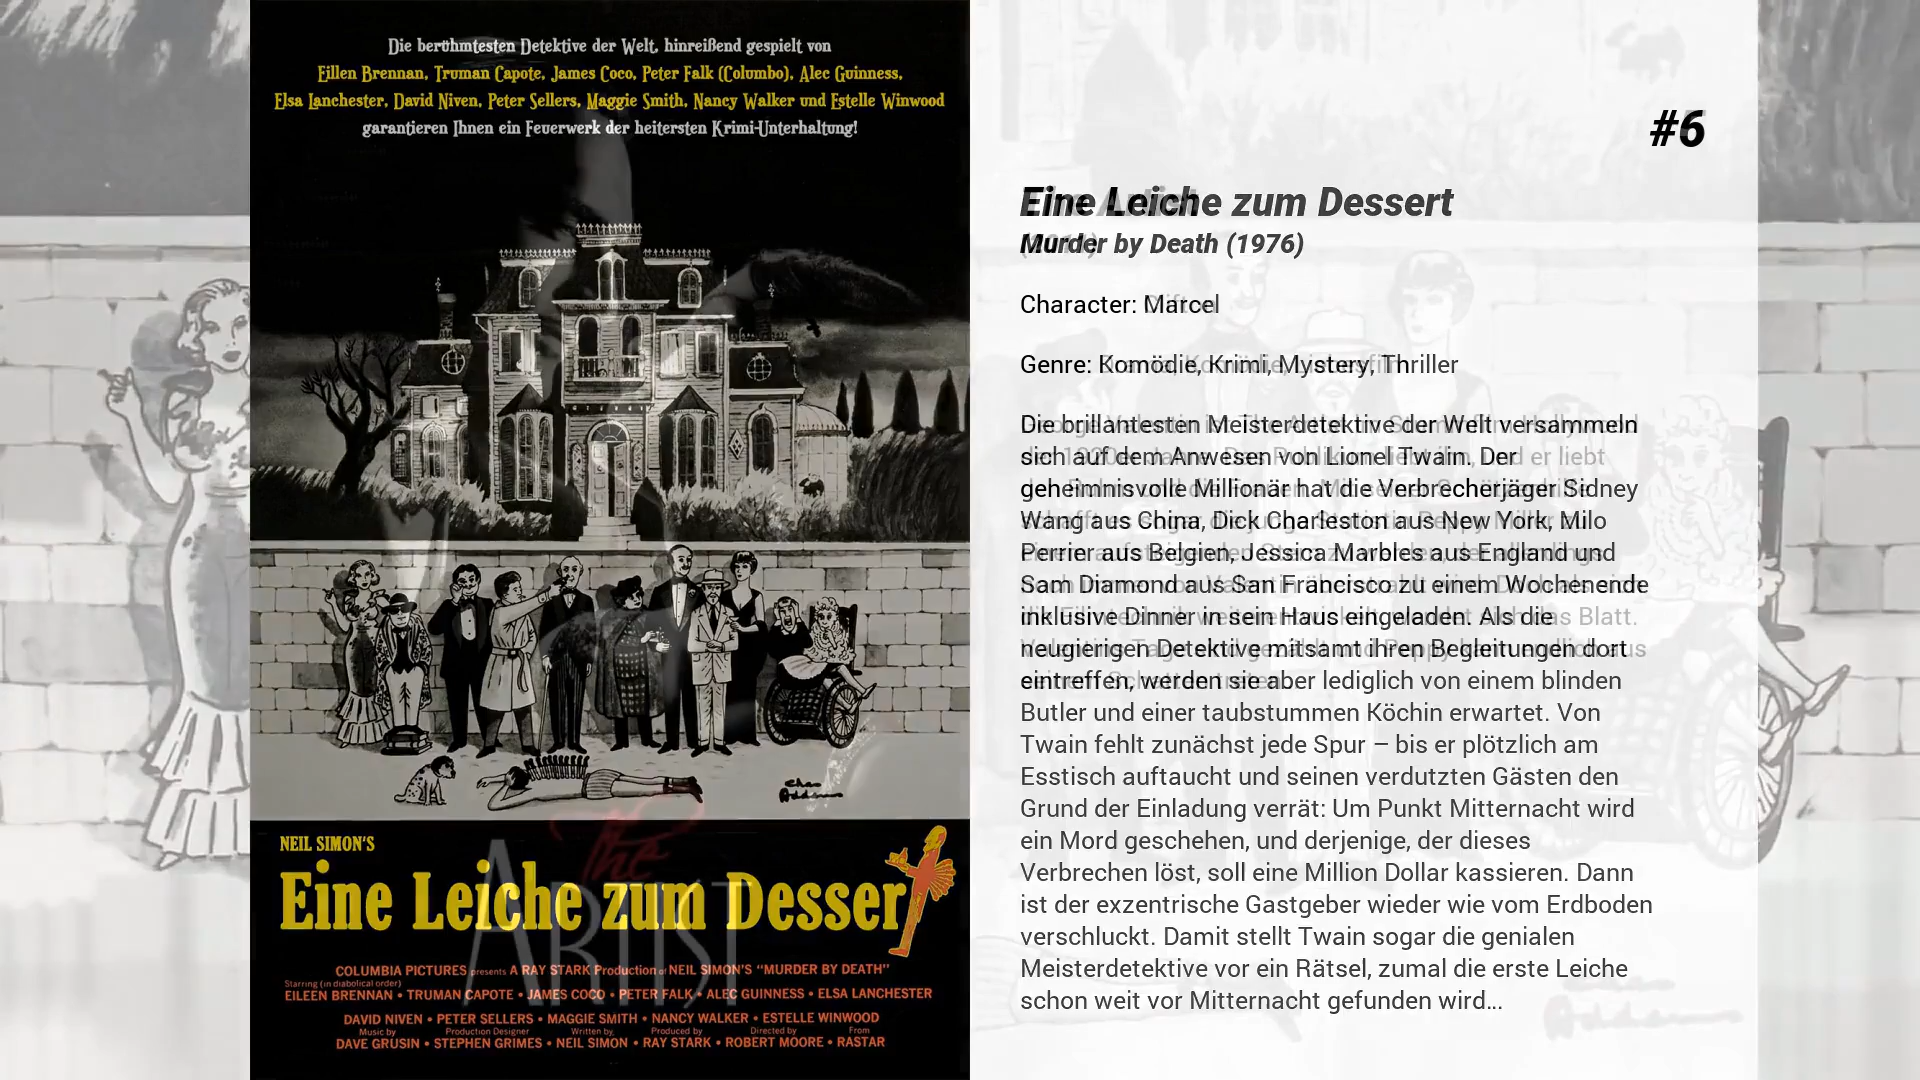 Die berühmtesten Detektive der Welt, hinreißend gespielt von
Eillen Brennan, Truman Capote, James Coco, Peter Falk (Columbo), Alec Guinness,
Elsa Lanchester, David Niven, Peter Sellers, Maggie Smith, Nancy Walker und Estelle Winwood
garantieren Ihnen ein Feuerwerk der heitersten Krimi-Unterhaltung!
Chas
Addams
NEIL SIMON'S
Eine Leiche zum Dessert
The
ARTIST
COLUMBIA PICTURES presents A RAY STARK Production of NEIL SIMON'S "MURDER BY DEATH"
Starring (in diabolical order)
EILEEN BRENNAN • TRUMAN CAPOTE • JAMES COCO • PETER FALK • ALEC GUINNESS • ELSA LANCHESTER
DAVID NIVEN • PETER SELLERS • MAGGIE SMITH • NANCY WALKER • ESTELLE WINWOOD
Music by Production Designer Written by Produced by Directed by From
DAVE GRUSIN • STEPHEN GRIMES • NEIL SIMON • RAY STARK • ROBERT MOORE • RASTAR
#6
Eine Leiche zum Dessert
Murder by Death (1976)
Character: Marcel
Genre: Komödie, Krimi, Mystery, Thriller
Die brillantesten Meisterdetektive der Welt versammeln
sich auf dem Anwesen von Lionel Twain. Der
geheimnisvolle Millionär hat die Verbrecherjäger Sidney
Wang aus China, Dick Charleston aus New York, Milo
Perrier aus Belgien, Jessica Marbles aus England und
Sam Diamond aus San Francisco zu einem Wochenende
inklusive Dinner in sein Haus eingeladen. Als die
neugierigen Detektive mitsamt ihren Begleitungen dort
eintreffen, werden sie aber lediglich von einem blinden
Butler und einer taubstummen Köchin erwartet. Von
Twain fehlt zunächst jede Spur – bis er plötzlich am
Esstisch auftaucht und seinen verdutzten Gästen den
Grund der Einladung verrät: Um Punkt Mitternacht wird
ein Mord geschehen, und derjenige, der dieses
Verbrechen löst, soll eine Million Dollar kassieren. Dann
ist der exzentrische Gastgeber wieder wie vom Erdboden
verschluckt. Damit stellt Twain sogar die genialen
Meisterdetektive vor ein Rätsel, zumal die erste Leiche
schon weit vor Mitternacht gefunden wird...